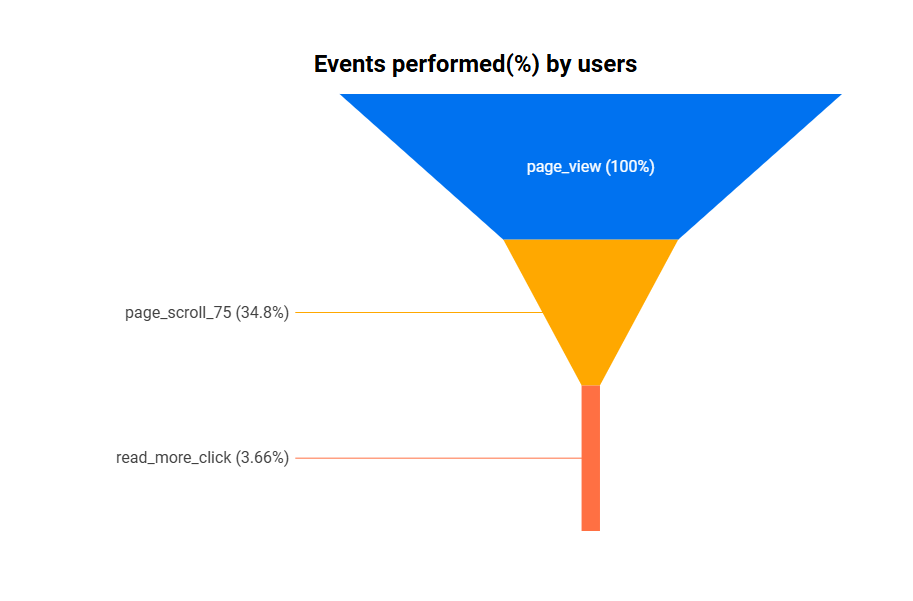 Events performed(%) by users
page_view (100%)
page_scroll_75 (34.8%)
read_more_click (3.66%)